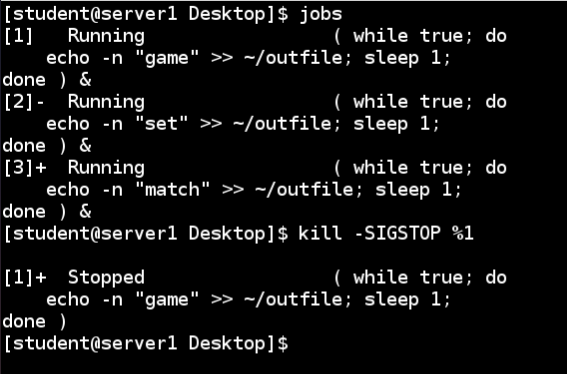 [student@server1 Desktop]$ jobs
[1]   Running                 ( while true; do
    echo -n "game" >> ~/outfile; sleep 1;
done ) &
[2]-  Running                 ( while true; do
    echo -n "set" >> ~/outfile; sleep 1;
done ) &
[3]+  Running                 ( while true; do
    echo -n "match" >> ~/outfile; sleep 1;
done ) &
[student@server1 Desktop]$ kill -SIGSTOP %1

[1]+  Stopped                 ( while true; do
    echo -n "game" >> ~/outfile; sleep 1;
done )
[student@server1 Desktop]$